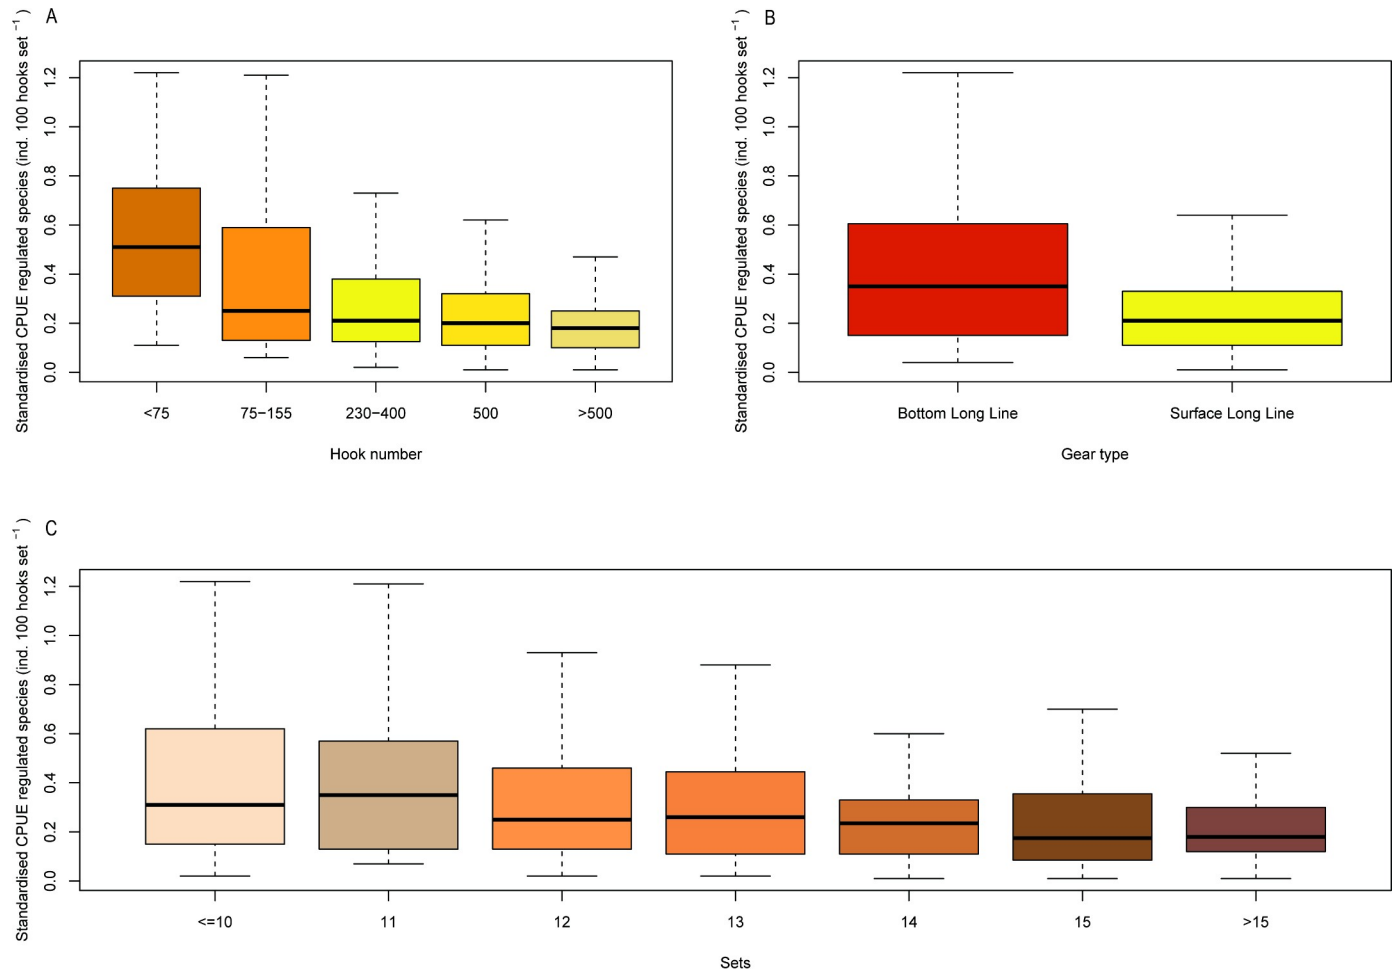 A
Standardised CPUE regulated species (ind. 100 hooks set ⁻¹ )
0.0 0.2 0.4 0.6 0.8 1.0 1.2
<75 75−155 230−400 500 >500
Hook number
B
Standardised CPUE regulated species (ind. 100 hooks set ⁻¹ )
0.0 0.2 0.4 0.6 0.8 1.0 1.2
Bottom Long Line Surface Long Line
Gear type
C
Standardised CPUE regulated species (ind. 100 hooks set ⁻¹ )
0.0 0.2 0.4 0.6 0.8 1.0 1.2
<=10 11 12 13 14 15 >15
Sets